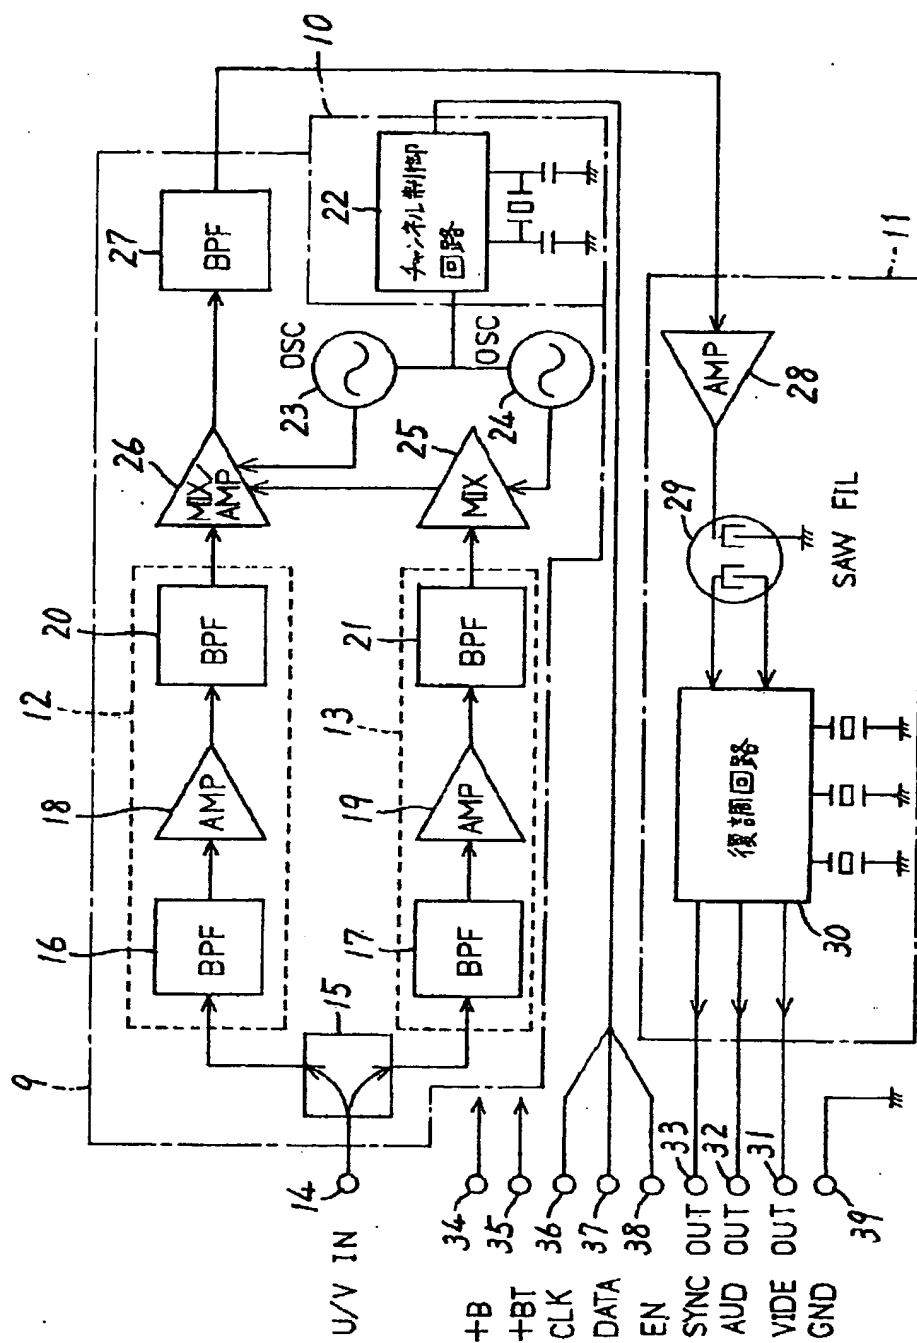 9
12
16
BPF
18
AMP
20
BPF
26
MIX/
AMP
27
BPF
10
22
チャンネル制御
回路
OSC
23
OSC
24
25
MIX
13
17
BPF
19
AMP
21
BPF
15
14
U/V IN
34
+B
35
+BT
36
CLK
37
DATA
38
EN
33
SYNC OUT
32
AUD OUT
31
VIDE OUT
39
GND
11
AMP
28
29
SAW FIL
復調回路
30